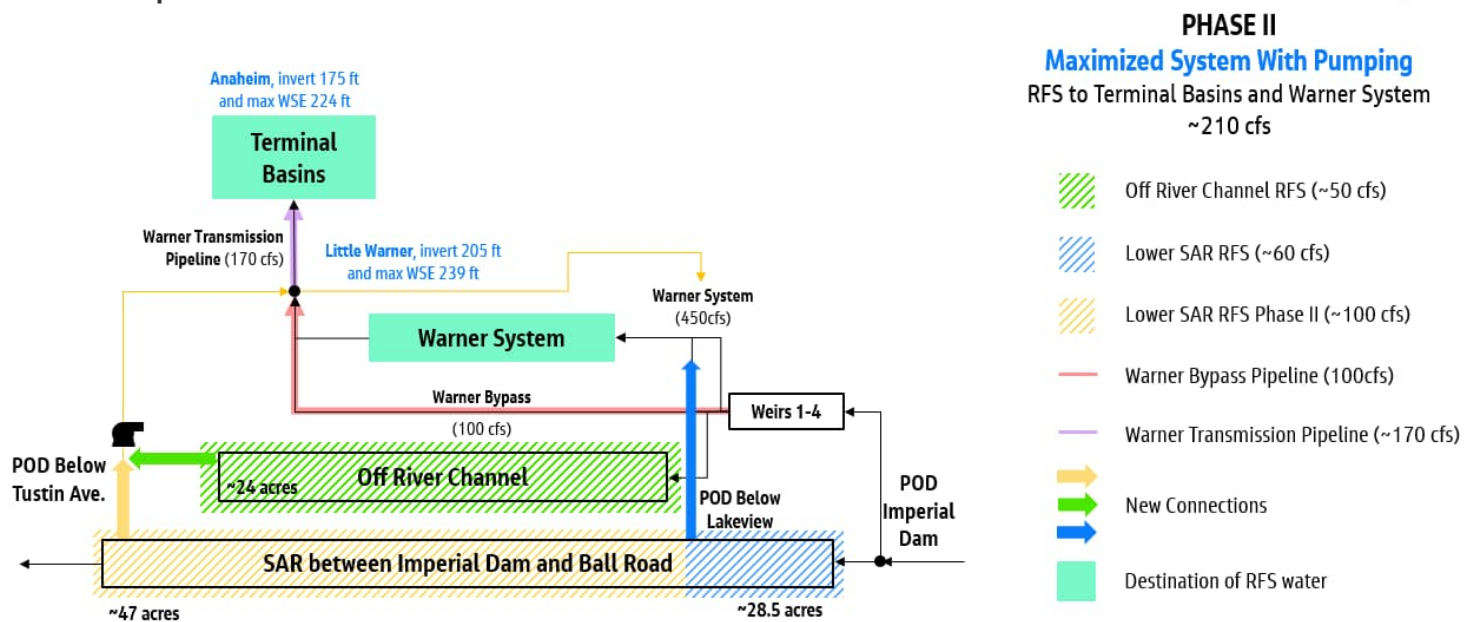 PHASE II
Maximized System With Pumping
RFS to Terminal Basins and Warner System
~210 cfs
Anaheim, invert 175 ft
and max WSE 224 ft
Terminal
Basins
Warner Transmission
Pipeline (170 cfs)
Little Warner, invert 205 ft
and max WSE 239 ft
Warner System
(450cfs)
Warner System
Warner Bypass
(100 cfs)
Weirs 1-4
POD Below
Tustin Ave.
~24 acres
Off River Channel
POD Below
Lakeview
POD
Imperial
Dam
SAR between Imperial Dam and Ball Road
~47 acres
~28.5 acres
Off River Channel RFS (~50 cfs)
Lower SAR RFS (~60 cfs)
Lower SAR RFS Phase II (~100 cfs)
Warner Bypass Pipeline (100cfs)
Warner Transmission Pipeline (~170 cfs)
New Connections
Destination of RFS water